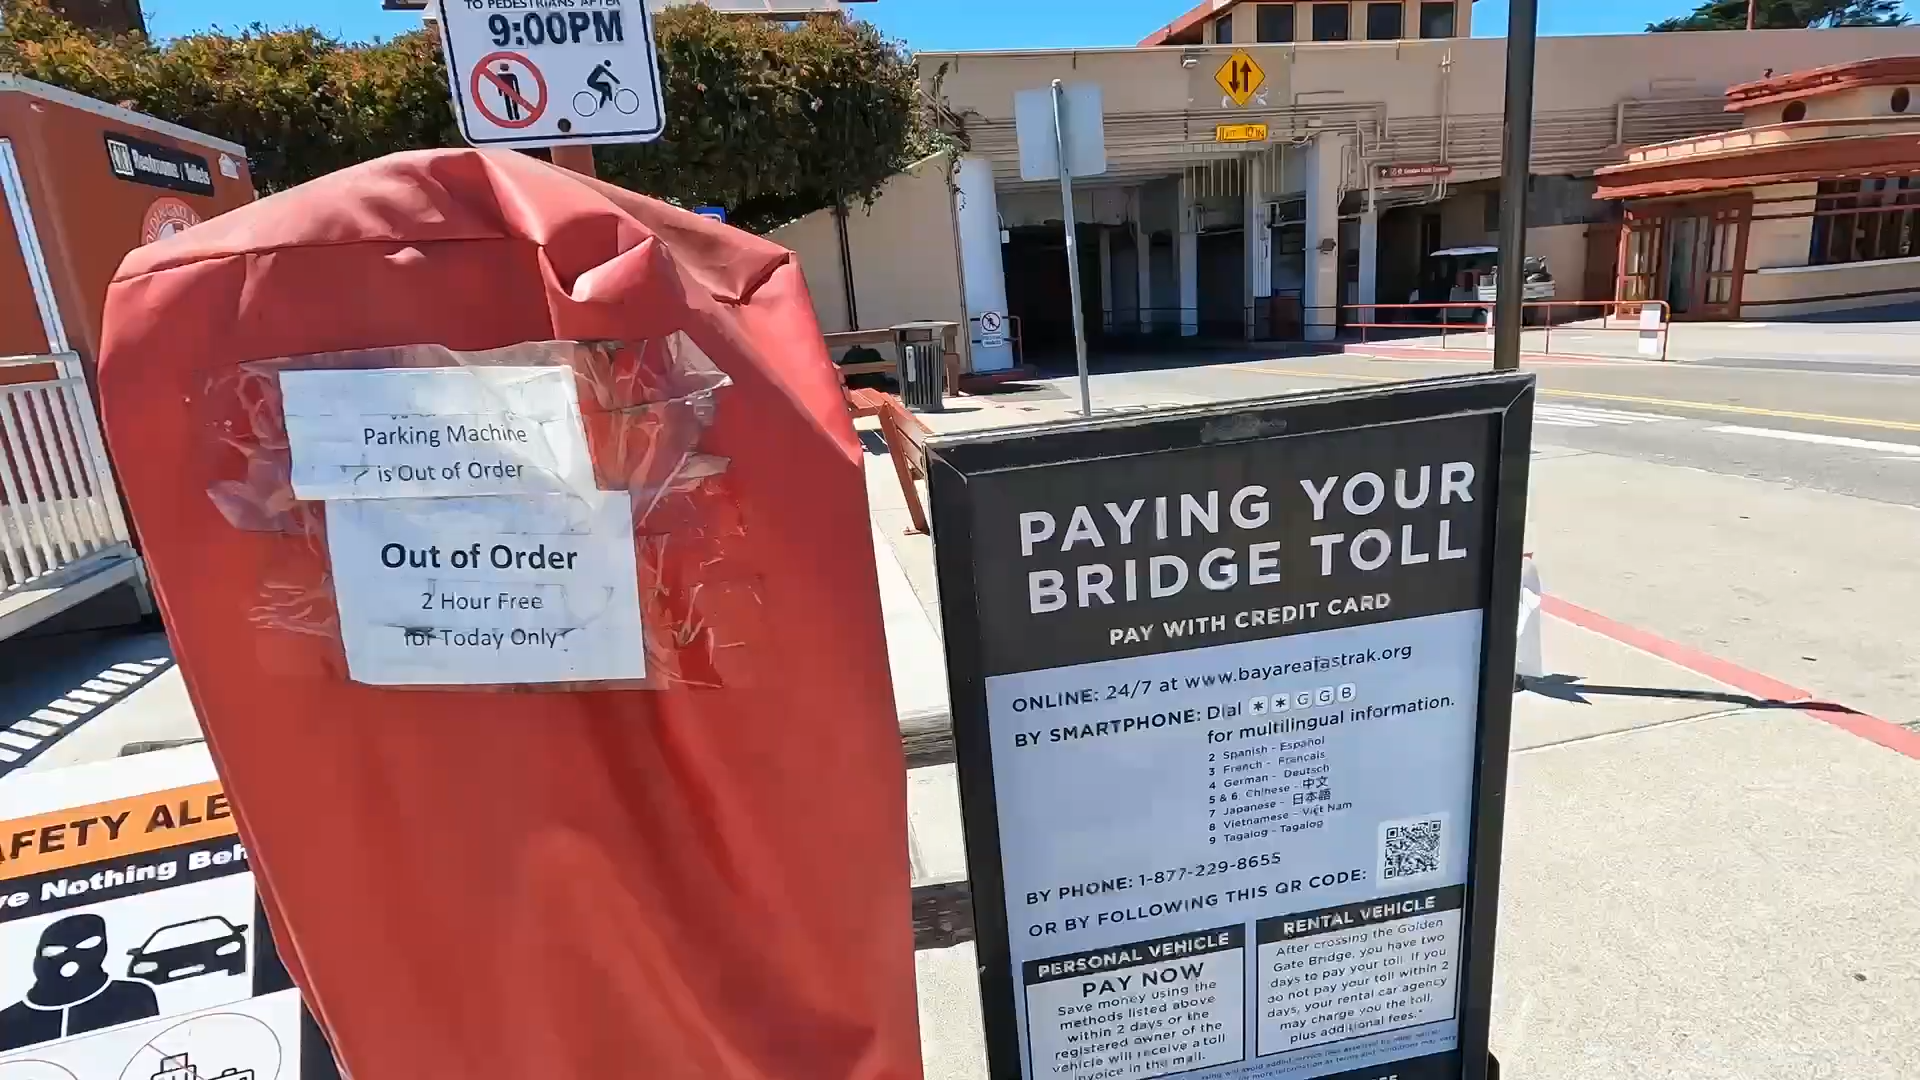 TO PEDESTRIANS AFTER
9:00PM
Restrooms / Toilets
Parking Machine
is Out of Order
Out of Order
2 Hour Free
for Today Only
PAYING YOUR
BRIDGE TOLL
PAY WITH CREDIT CARD
ONLINE: 24/7 at www.bayareafastrak.org
BY SMARTPHONE: Dial * * G G B
for multilingual information.
2 Spanish - Español
3 French - Francais
4 German - Deutsch
5 & 6 Chinese - 中文
7 Japanese - 日本語
8 Vietnamese - Việt Nam
9 Tagalog - Tagalog
BY PHONE: 1-877-229-8655
OR BY FOLLOWING THIS QR CODE:
PERSONAL VEHICLE
PAY NOW
Save money using the
methods listed above
within 2 days or the
registered owner of the
vehicle will receive a toll
invoice in the mail.
RENTAL VEHICLE
After crossing the Golden
Gate Bridge, you have two
days to pay your toll. If you
do not pay your toll within 2
days, your rental car agency
may charge you the toll,
plus additional fees.*
AFETY ALE
ve Nothing Beh